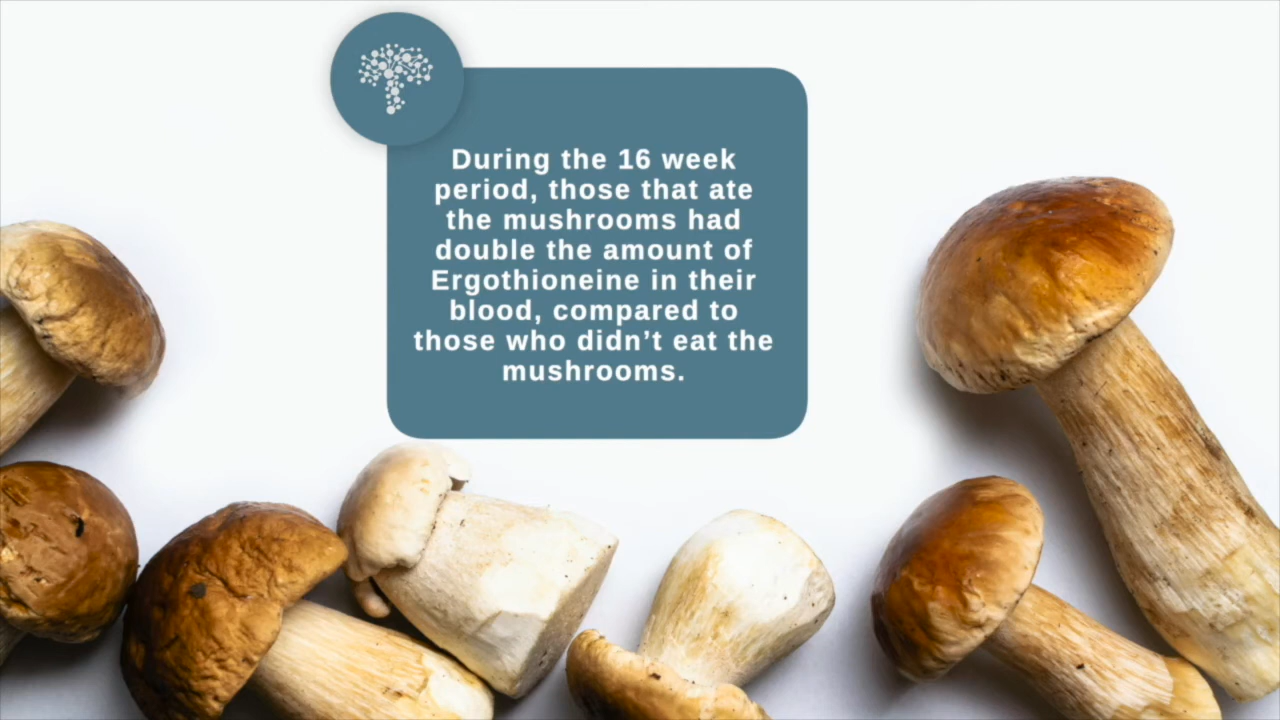 During the 16 week
period, those that ate
the mushrooms had
double the amount of
Ergothioneine in their
blood, compared to
those who didn’t eat the
mushrooms.